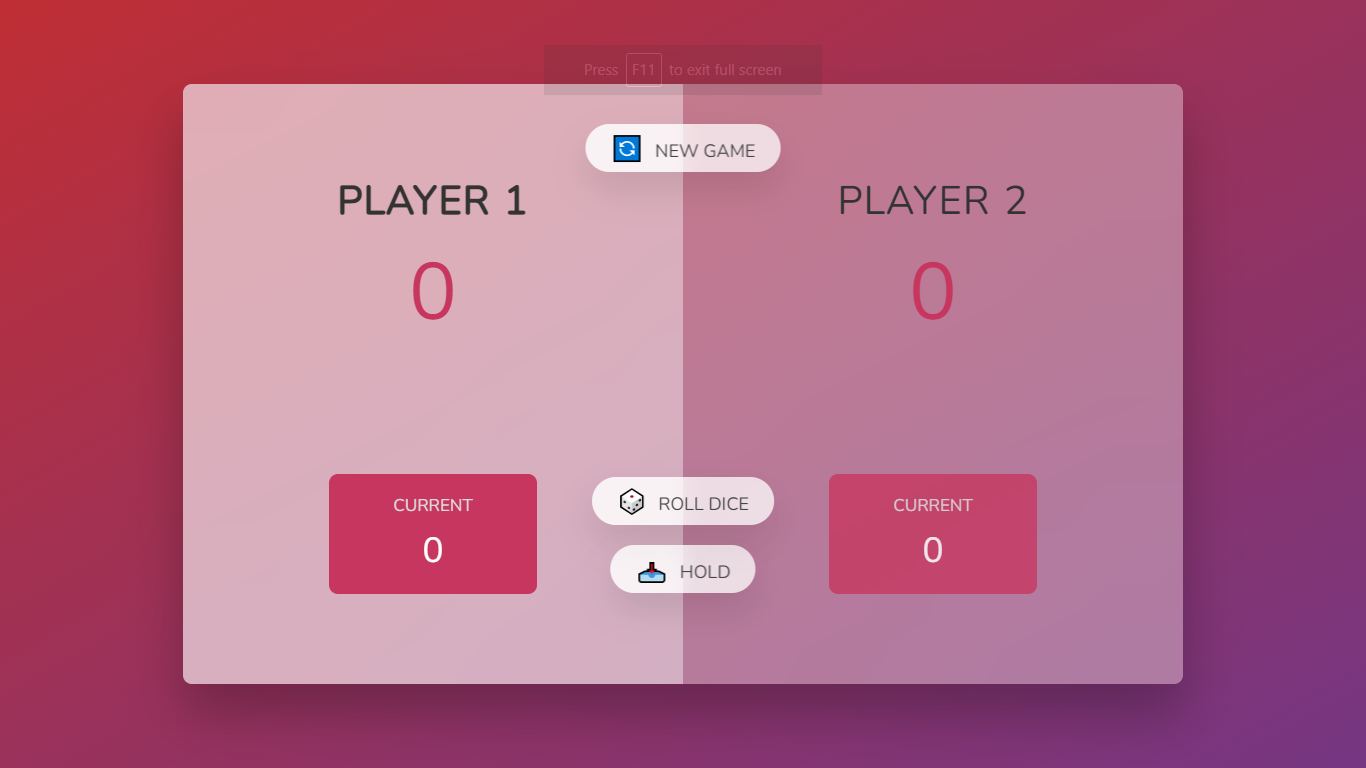 Press F11 to exit full screen
NEW GAME
PLAYER 1
0
CURRENT
0
PLAYER 2
0
CURRENT
0
ROLL DICE
HOLD